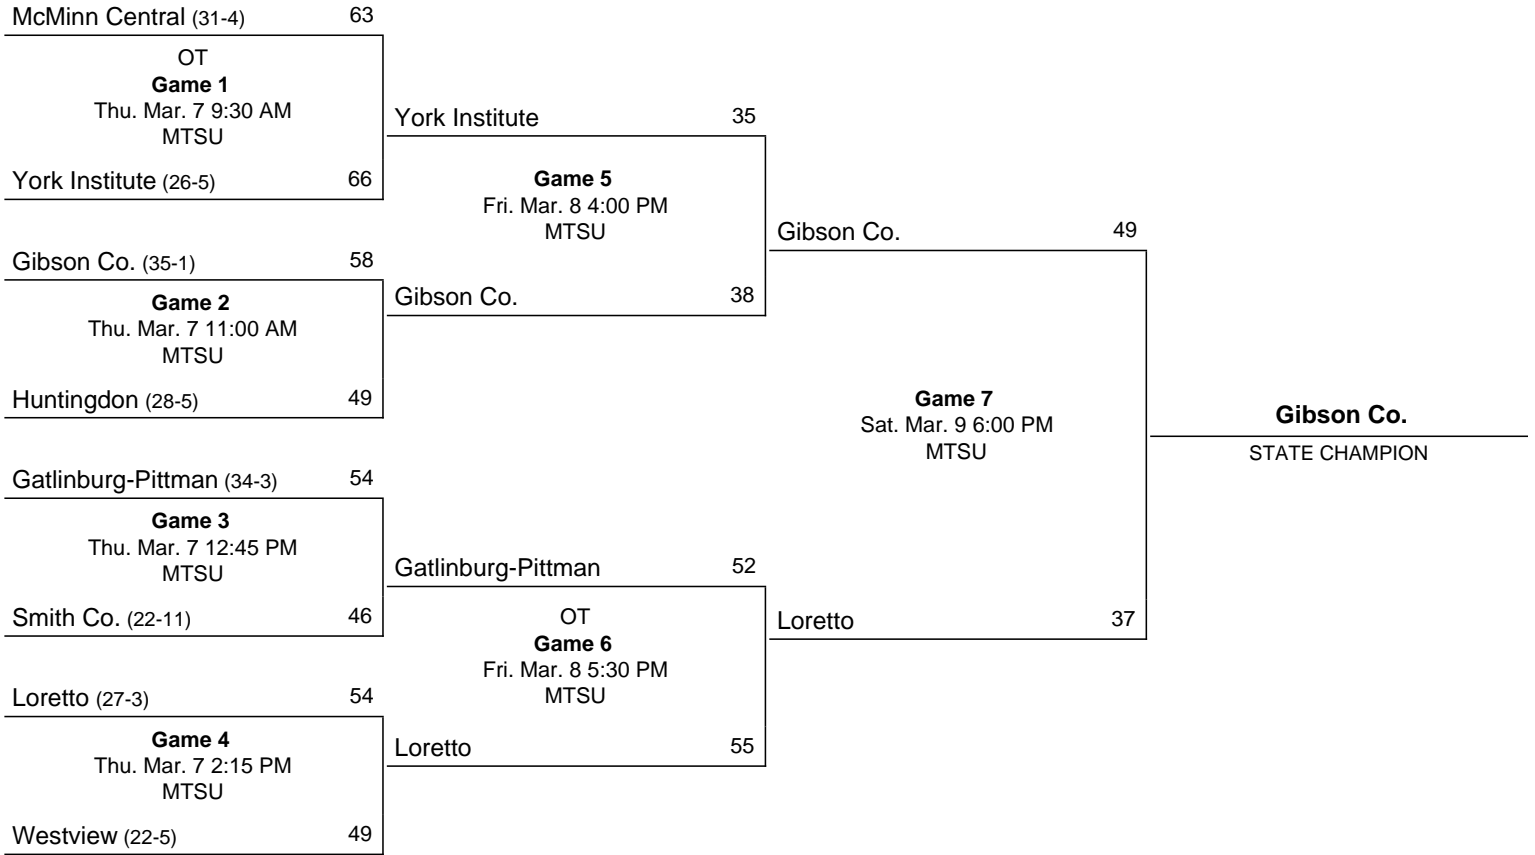 McMinn Central (31-4) 63
OT
Game 1
Thu. Mar. 7 9:30 AM
MTSU
York Institute (26-5) 66
Gibson Co. (35-1) 58
Game 2
Thu. Mar. 7 11:00 AM
MTSU
Huntingdon (28-5) 49
Gatlinburg-Pittman (34-3) 54
Game 3
Thu. Mar. 7 12:45 PM
MTSU
Smith Co. (22-11) 46
Loretto (27-3) 54
Game 4
Thu. Mar. 7 2:15 PM
MTSU
Westview (22-5) 49
York Institute 35
Game 5
Fri. Mar. 8 4:00 PM
MTSU
Gibson Co. 38
Gatlinburg-Pittman 52
OT
Game 6
Fri. Mar. 8 5:30 PM
MTSU
Loretto 55
Gibson Co. 49
Game 7
Sat. Mar. 9 6:00 PM
MTSU
Loretto 37
Gibson Co.
STATE CHAMPION